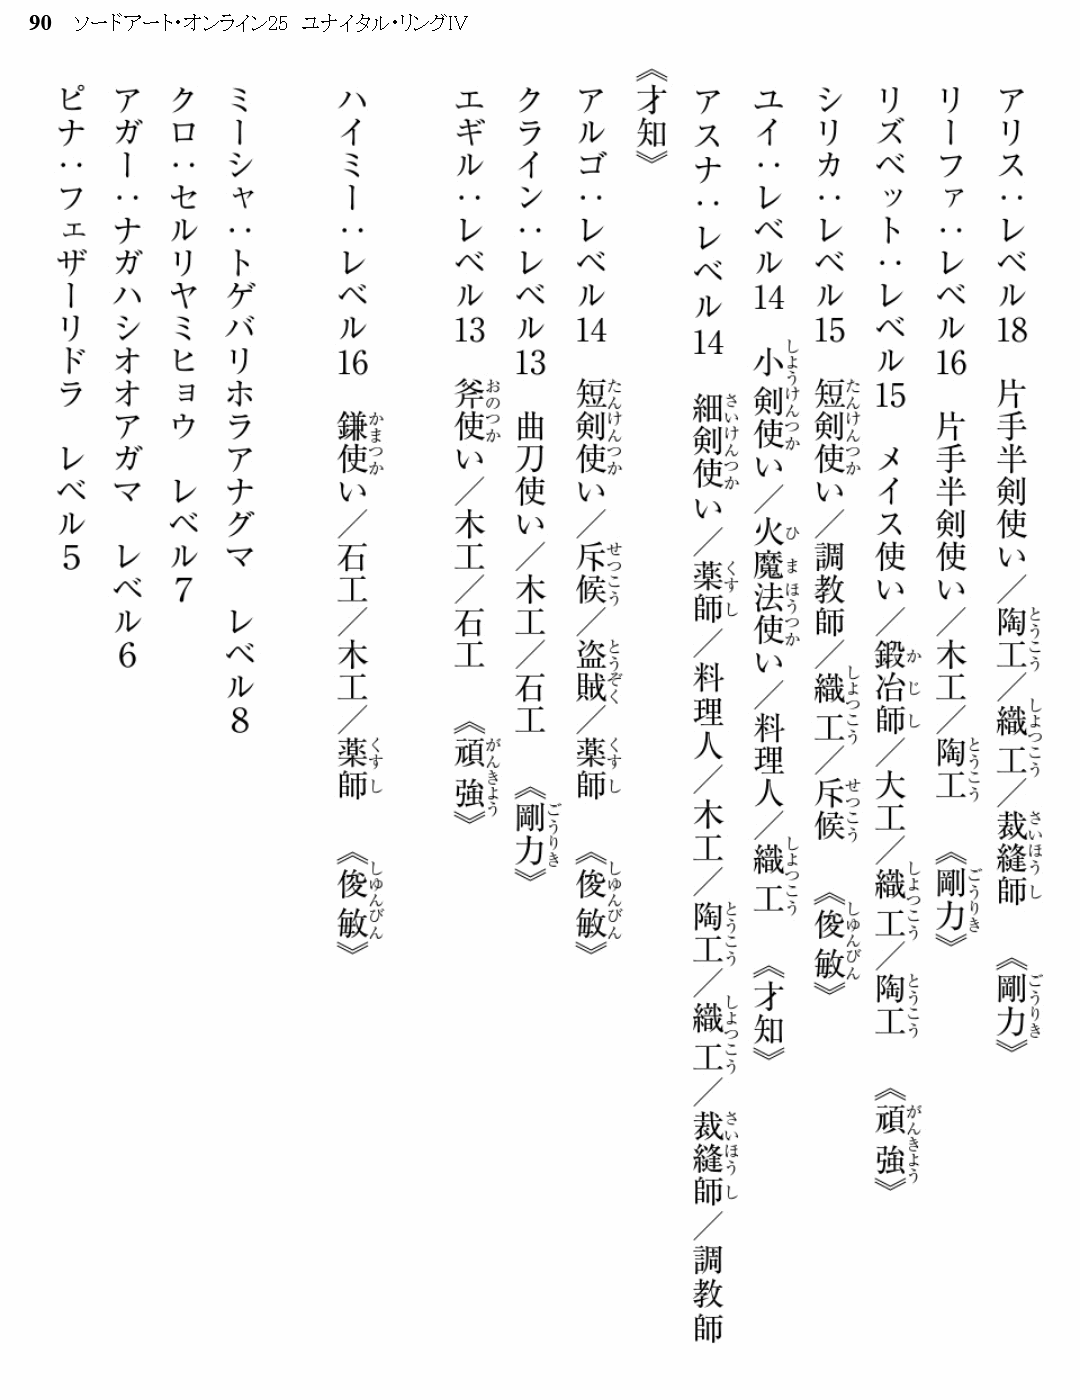 90 ソードアート・オンライン25 ユナイタル・リングⅣ
アリス：レベル18 片手半剣使い／陶工／織工／裁縫師 《剛力》
リーファ：レベル16 片手半剣使い／木工／陶工 《剛力》
リズベット：レベル15 メイス使い／鍛冶師／大工／織工／陶工 《頑強》
シリカ：レベル15 短剣使い／調教師／織工／斥候 《俊敏》
ユイ：レベル14 小剣使い／火魔法使い／料理人／織工 《才知》
アスナ：レベル14 細剣使い／薬師／料理人／木工／陶工／織工／裁縫師／調教師
《才知》
アルゴ：レベル14 短剣使い／斥候／盗賊／薬師 《俊敏》
クライン：レベル13 曲刀使い／木工／石工 《剛力》
エギル：レベル13 斧使い／木工／石工 《頑強》
ハイミー：レベル16 鎌使い／石工／木工／薬師 《俊敏》
ミーシャ：トゲバリホラアナグマ レベル8
クロ：セルリヤミヒョウ レベル7
アガー：ナガハシオオアガマ レベル6
ピナ：フェザーリドラ レベル5